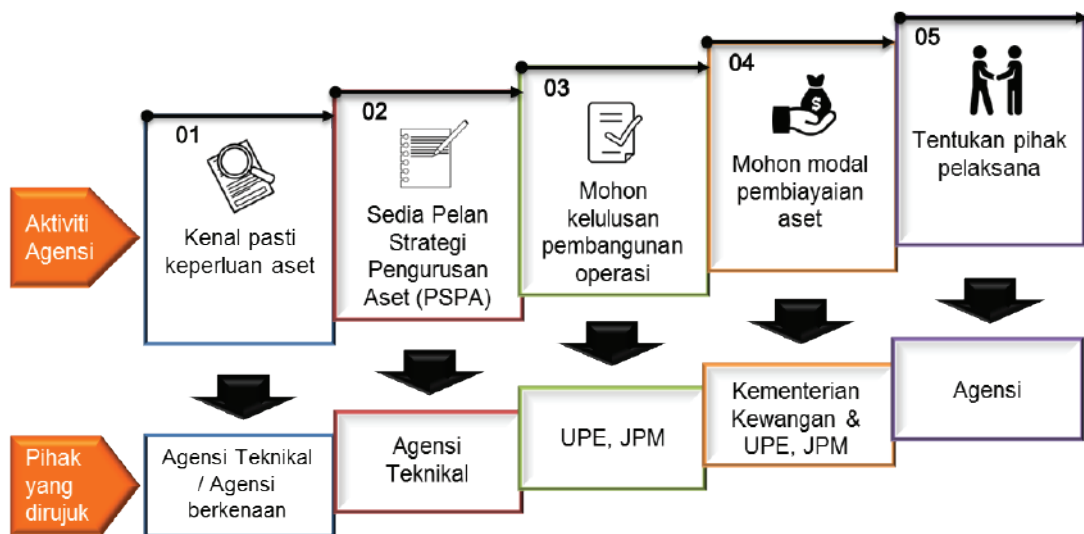 01
Kenal pasti
keperluan aset
02
Sedia Pelan
Strategi
Pengurusan
Aset (PSPA)
03
Mohon
kelulusan
pembangunan
operasi
04
$
Mohon modal
pembiayaian
aset
05
Tentukan pihak
pelaksana
Aktiviti
Agensi
Pihak
yang
dirujuk
Agensi Teknikal
/ Agensi
berkenaan
Agensi
Teknikal
UPE, JPM
Kementerian
Kewangan &
UPE, JPM
Agensi